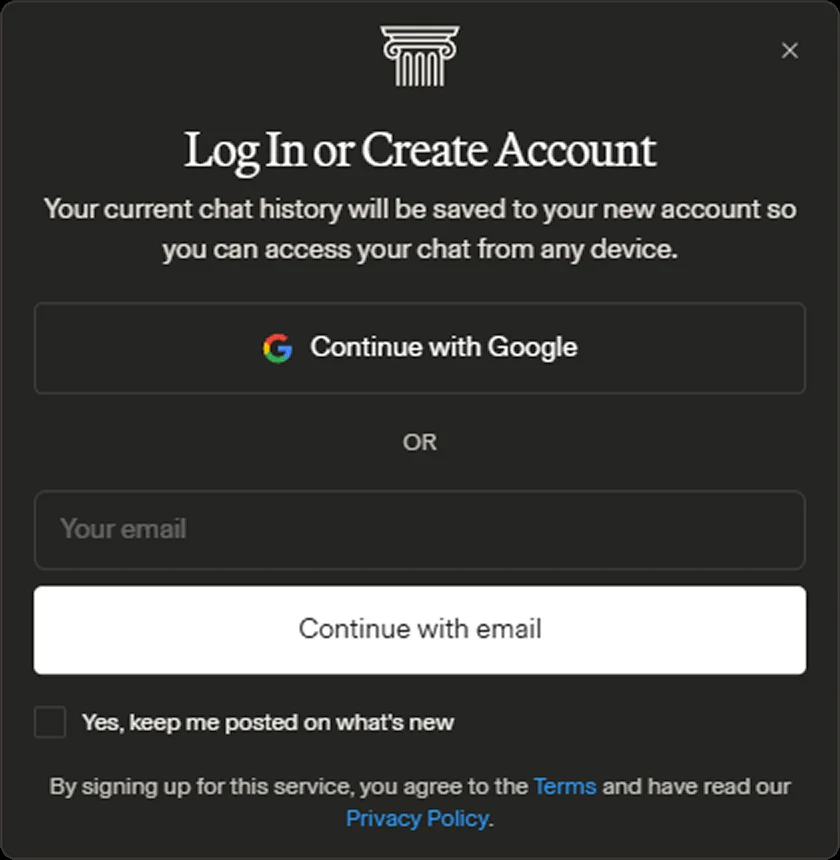 Log In or Create Account
Your current chat history will be saved to your new account so
you can access your chat from any device.
Continue with Google
OR
Your email
Continue with email
Yes, keep me posted on what's new
By signing up for this service, you agree to the Terms and have read our
Privacy Policy.